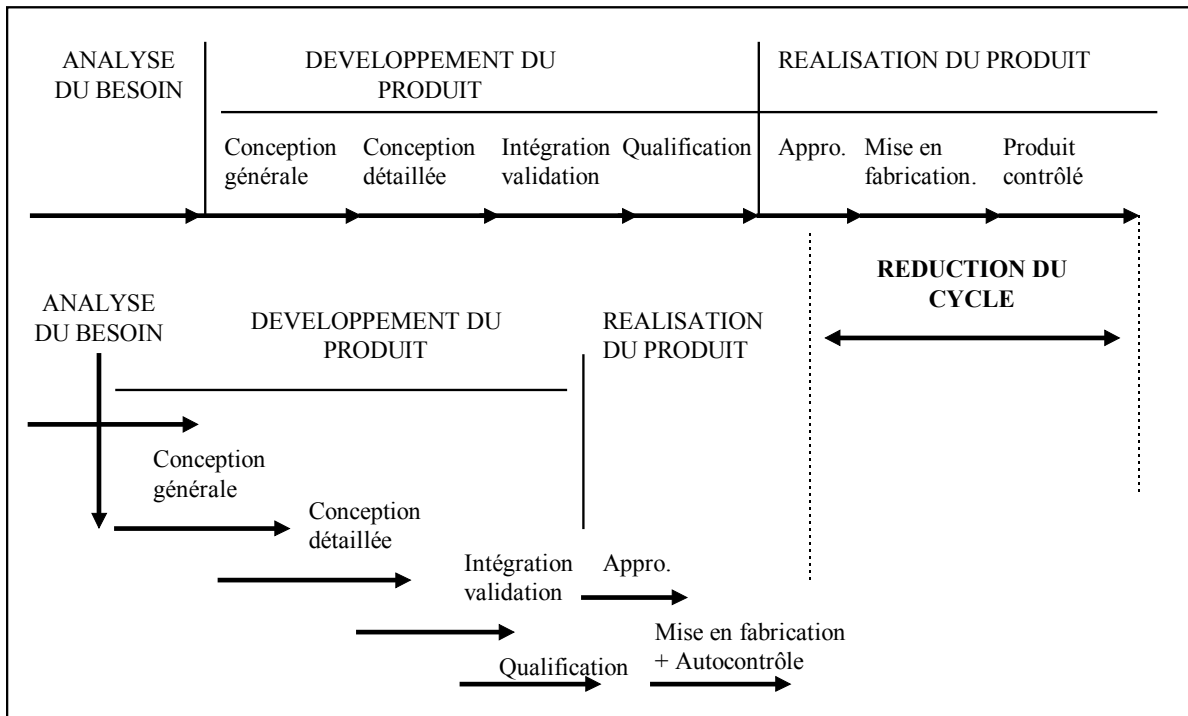 ANALYSE
DU BESOIN
DEVELOPPEMENT DU
PRODUIT
REALISATION DU PRODUIT
Conception
générale
Conception
détaillée
Intégration
validation
Qualification
Appro.
Mise en
fabrication.
Produit
contrôlé
REDUCTION DU
CYCLE
ANALYSE
DU BESOIN
DEVELOPPEMENT DU
PRODUIT
REALISATION
DU PRODUIT
Conception
générale
Conception
détaillée
Intégration
validation
Appro.
Qualification
Mise en fabrication
+ Autocontrôle